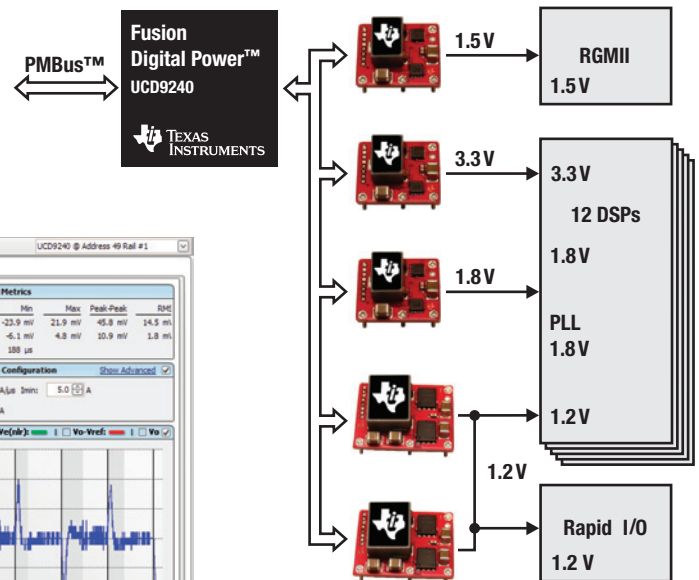 PMBus™
Fusion
Digital Power™
UCD9240
TEXAS
INSTRUMENTS
1.5 V
RGMII
1.5 V
3.3 V
3.3 V
12 DSPs
1.8 V
1.8 V
PLL
1.8 V
1.2 V
1.2 V
Rapid I/O
1.2 V
UCD9240 @ Address 49 Rail #1
Metrics
Min Max Peak-Peak RMS
-23.9 mV 21.9 mV 45.8 mV 14.5 mV
-6.1 mV 4.8 mV 10.9 mV 1.8 mV
188 µs
Configuration Show Advanced
A/µs Imin: 5.0 A
A
Ve(nlr): Vo-Vref: Vo